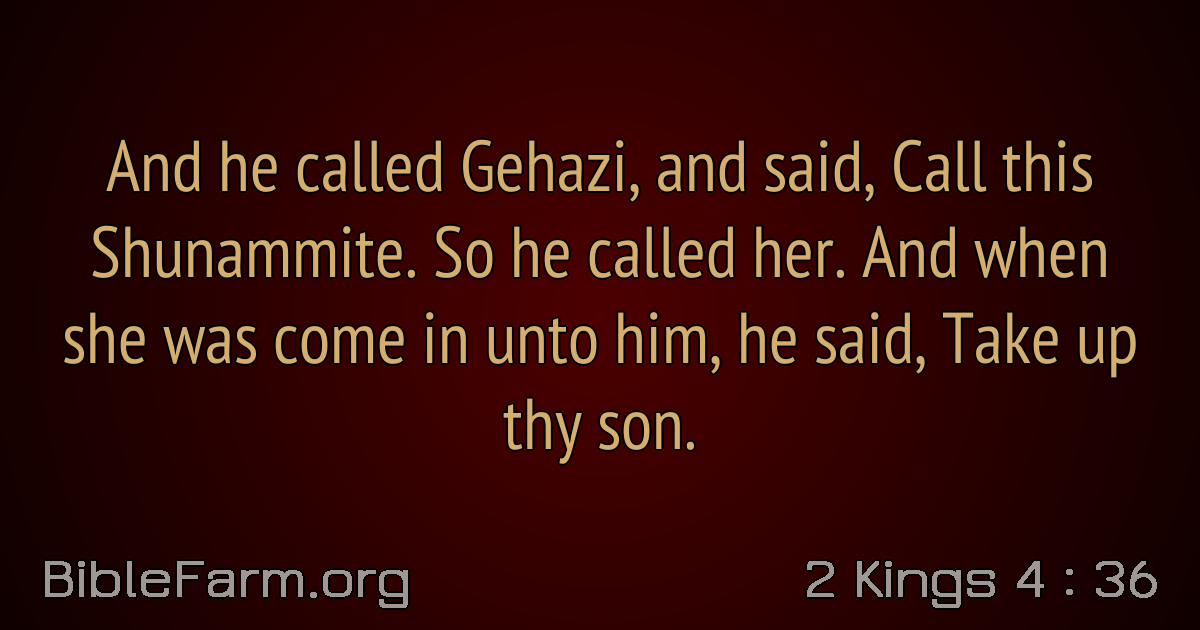 And he called Gehazi, and said, Call this
Shunammite. So he called her. And when
she was come in unto him, he said, Take up
thy son.
BibleFarm.org
2 Kings 4 : 36